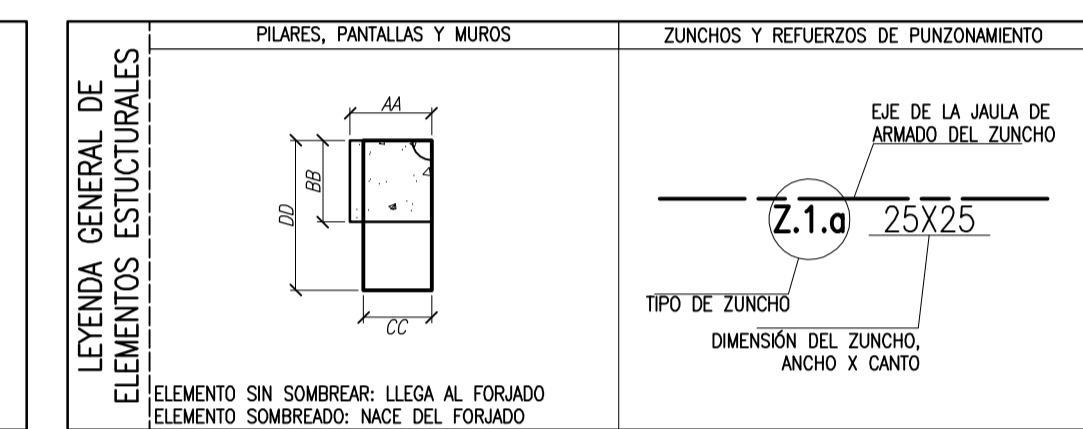 LEYENDA GENERAL DE
ELEMENTOS ESTUCTURALES
PILARES, PANTALLAS Y MUROS
AA
BB
DD
CC
ELEMENTO SIN SOMBREAR: LLEGA AL FORJADO
ELEMENTO SOMBREADO: NACE DEL FORJADO
ZUNCHOS Y REFUERZOS DE PUNZONAMIENTO
EJE DE LA JAULA DE
ARMADO DEL ZUNCHO
Z.1.a 25X25
TIPO DE ZUNCHO
DIMENSIÓN DEL ZUNCHO,
ANCHO X CANTO